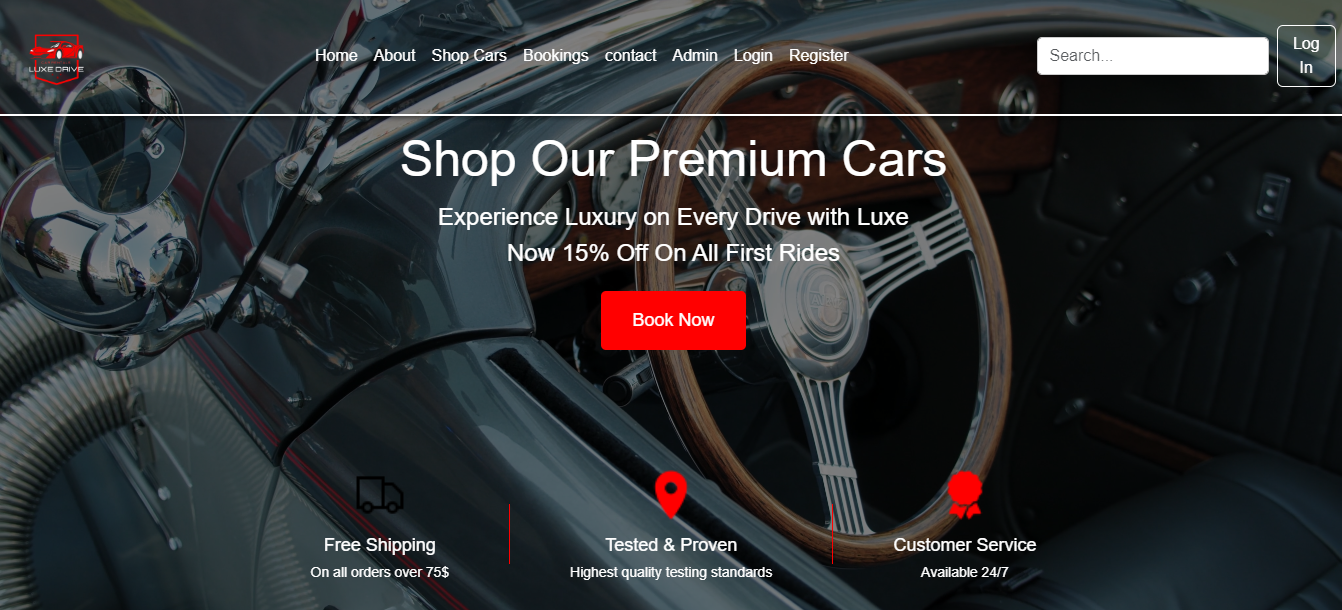 LUXE DRIVE
Home About Shop Cars Bookings contact Admin Login Register
Search...
Log
In
Shop Our Premium Cars
Experience Luxury on Every Drive with Luxe
Now 15% Off On All First Rides
Book Now
Free Shipping
On all orders over 75$
Tested & Proven
Highest quality testing standards
Customer Service
Available 24/7